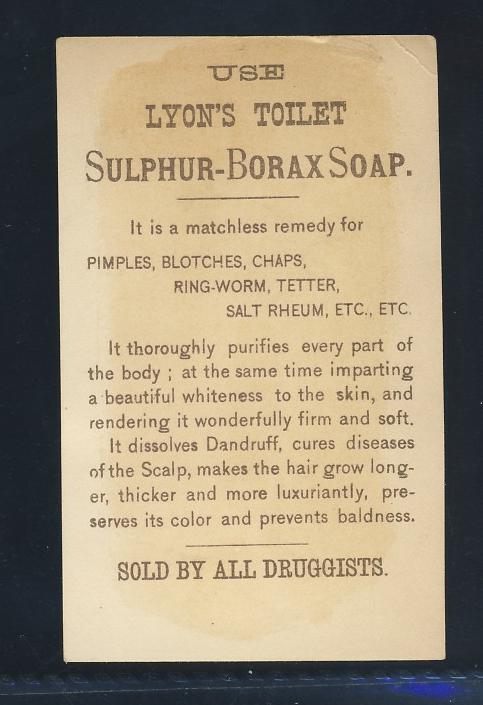 USE
LYON'S TOILET
SULPHUR-BORAX SOAP.
It is a matchless remedy for
PIMPLES, BLOTCHES, CHAPS,
RING-WORM, TETTER,
SALT RHEUM, ETC., ETC.
It thoroughly purifies every part of
the body ; at the same time imparting
a beautiful whiteness to the skin, and
rendering it wonderfully firm and soft.
It dissolves Dandruff, cures diseases
of the Scalp, makes the hair grow long-
er, thicker and more luxuriantly, pre-
serves its color and prevents baldness.
SOLD BY ALL DRUGGISTS.